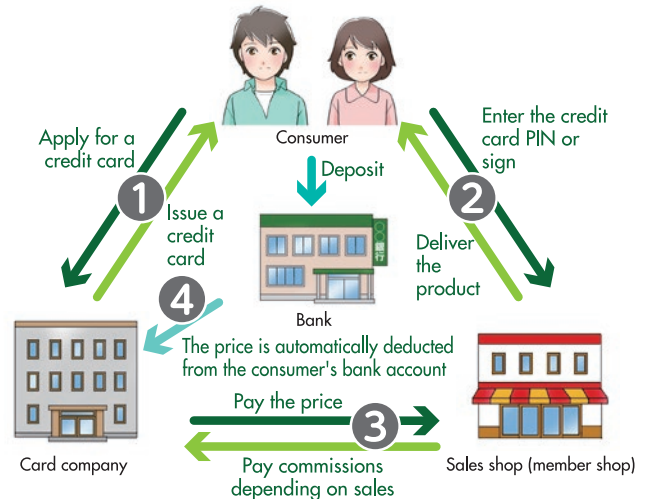 Consumer
Apply for a
credit card
1
Issue a
credit
card
Deposit
Enter the credit
card PIN or
sign
2
Deliver
the
product
銀行
Bank
4
The price is automatically deducted
from the consumer's bank account
Pay the price
3
Pay commissions
depending on sales
Card company
Sales shop (member shop)